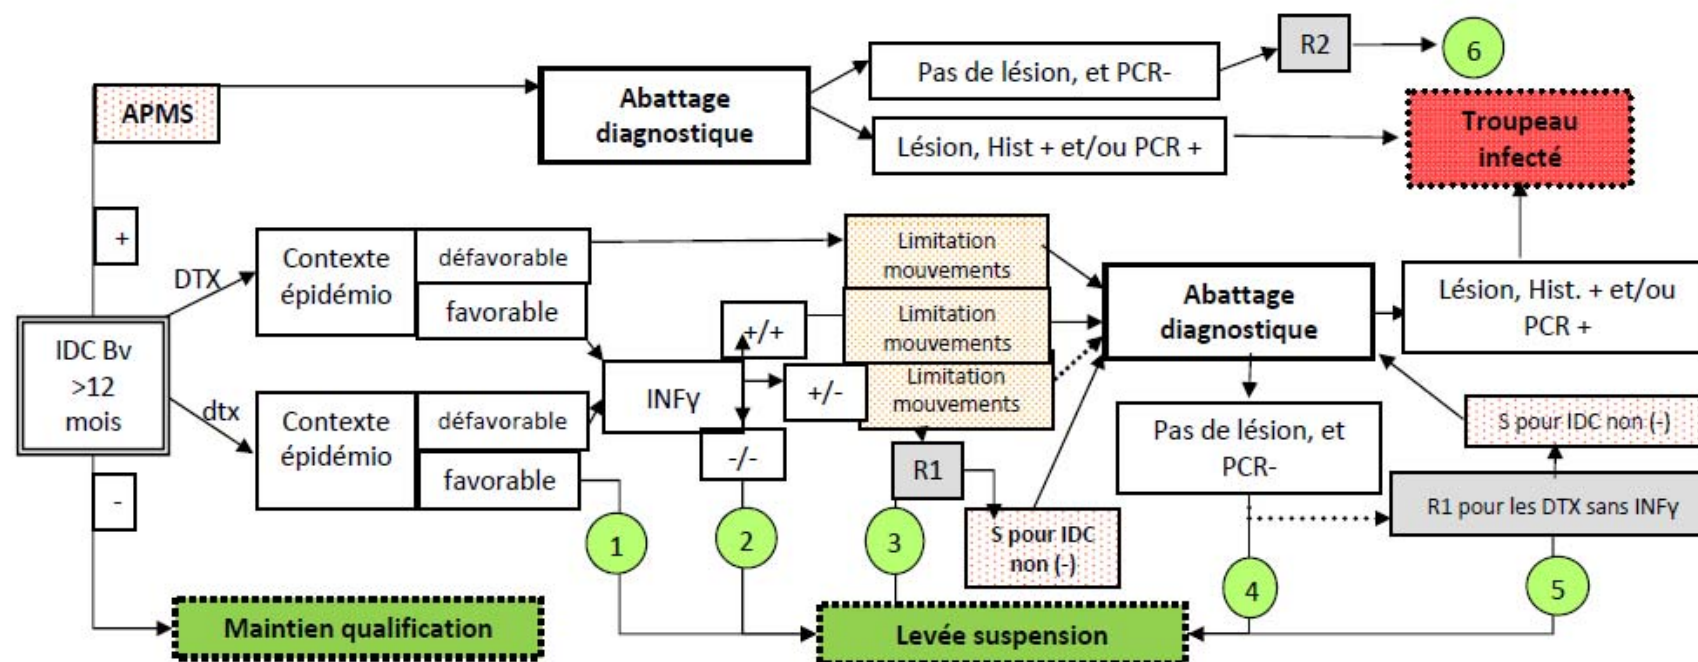 R2
6
Pas de lésion, et PCR-
APMS
Abattage
diagnostique
Troupeau
infecté
Lésion, Hist + et/ou PCR +
+
DTX
Contexte
épidémio
défavorable
favorable
Limitation
mouvements
Limitation
mouvements
Limitation
mouvements
Abattage
diagnostique
Lésion, Hist. + et/ou
PCR +
IDC Bv
>12
mois
+/+
+/-
-/-
INFγ
dtx
Contexte
épidémio
défavorable
favorable
R1
S pour IDC
non (-)
Pas de lésion, et
PCR-
S pour IDC non (-)
R1 pour les DTX sans INFγ
-
1
2
3
4
5
Maintien qualification
Levée suspension